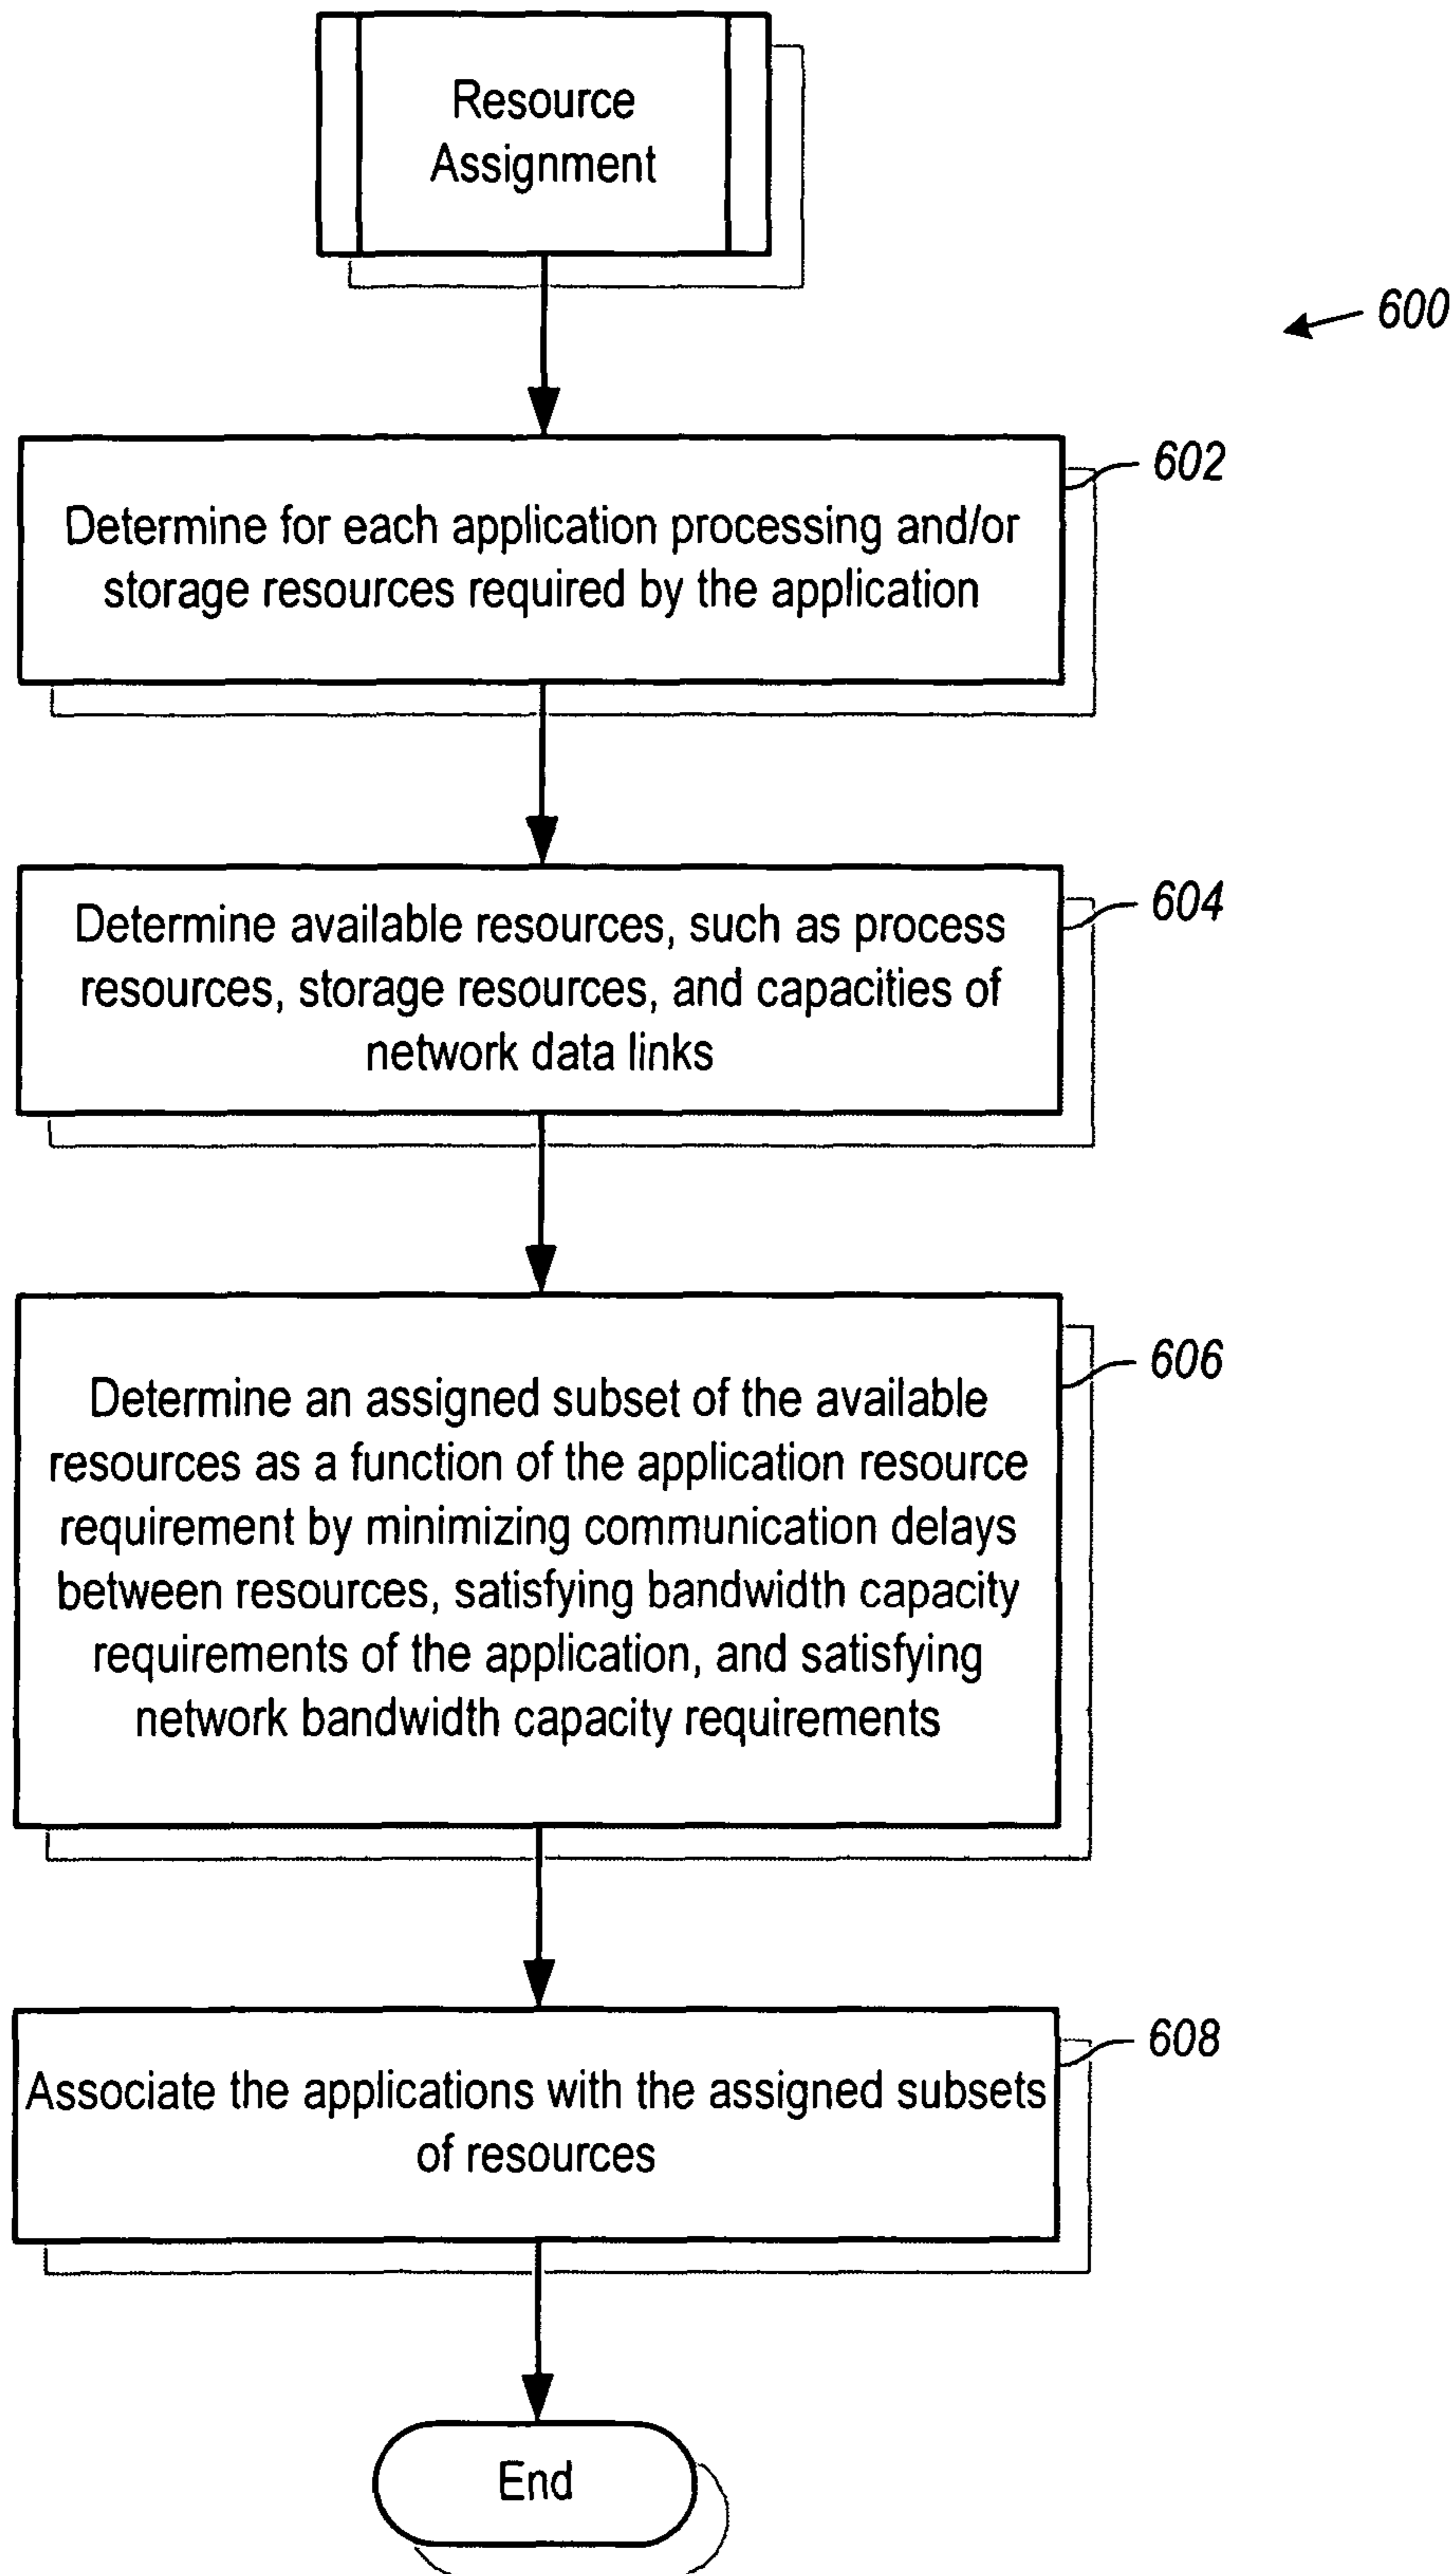 Resource
Assignment
600
602
Determine for each application processing and/or
storage resources required by the application
604
Determine available resources, such as process
resources, storage resources, and capacities of
network data links
606
Determine an assigned subset of the available
resources as a function of the application resource
requirement by minimizing communication delays
between resources, satisfying bandwidth capacity
requirements of the application, and satisfying
network bandwidth capacity requirements
608
Associate the applications with the assigned subsets
of resources
End